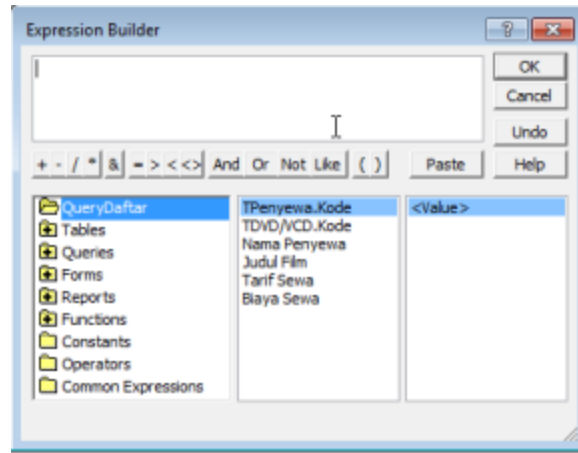 Expression Builder
OK
Cancel
Undo
+ - / * & = > < <> And Or Not Like ( ) Paste Help
QueryDaftar
Tables
Queries
Forms
Reports
Functions
Constants
Operators
Common Expressions
TPenyewa.Kode
TDVD/VCD.Kode
Nama Penyewa
Judul Film
Tarif Sewa
Biaya Sewa
<Value>